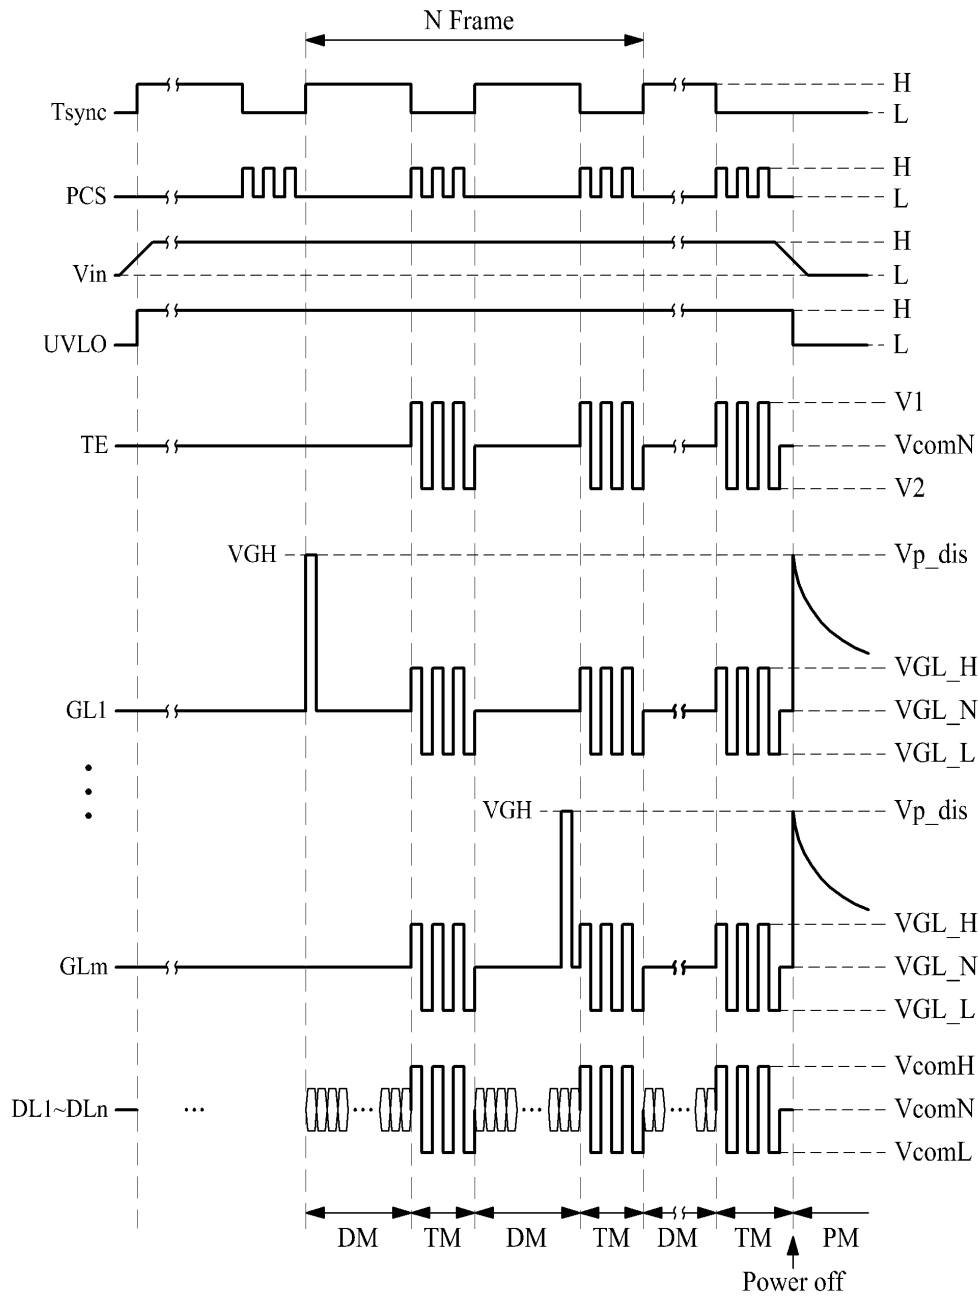 N Frame
Tsync
H
L
PCS
H
L
Vin
H
L
UVLO
H
L
TE
V1
VcomN
V2
VGH
Vp_dis
GL1
VGL_H
VGL_N
VGL_L
VGH
Vp_dis
GLm
VGL_H
VGL_N
VGL_L
DL1~DLn
...
...
...
...
VcomH
VcomN
VcomL
DM TM DM TM DM TM PM
Power off